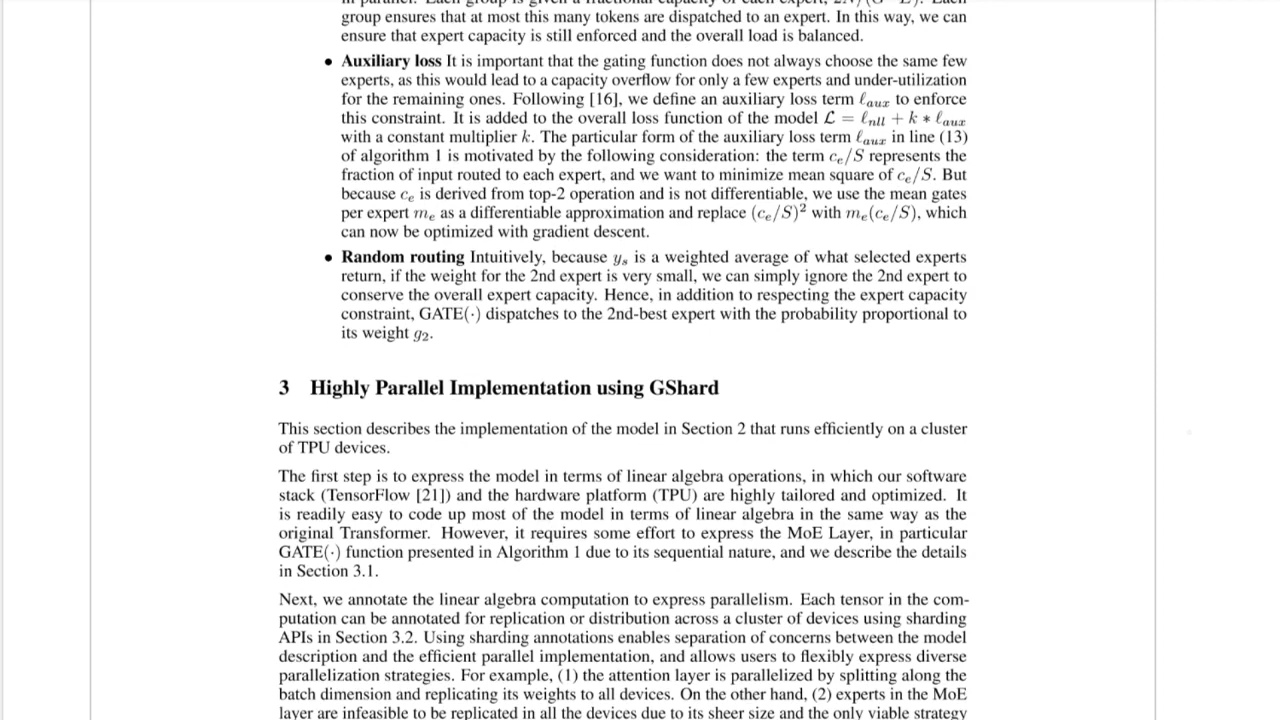 group ensures that at most this many tokens are dispatched to an expert. In this way, we can
ensure that expert capacity is still enforced and the overall load is balanced.
• Auxiliary loss It is important that the gating function does not always choose the same few
experts, as this would lead to a capacity overflow for only a few experts and under-utilization
for the remaining ones. Following [16], we define an auxiliary loss term ℓaux to enforce
this constraint. It is added to the overall loss function of the model L = ℓnll + k ∗ ℓaux
with a constant multiplier k. The particular form of the auxiliary loss term ℓaux in line (13)
of algorithm 1 is motivated by the following consideration: the term ce/S represents the
fraction of input routed to each expert, and we want to minimize mean square of ce/S. But
because ce is derived from top-2 operation and is not differentiable, we use the mean gates
per expert me as a differentiable approximation and replace (ce/S)² with me(ce/S), which
can now be optimized with gradient descent.
• Random routing Intuitively, because ys is a weighted average of what selected experts
return, if the weight for the 2nd expert is very small, we can simply ignore the 2nd expert to
conserve the overall expert capacity. Hence, in addition to respecting the expert capacity
constraint, GATE(·) dispatches to the 2nd-best expert with the probability proportional to
its weight g2.
3 Highly Parallel Implementation using GShard
This section describes the implementation of the model in Section 2 that runs efficiently on a cluster
of TPU devices.
The first step is to express the model in terms of linear algebra operations, in which our software
stack (TensorFlow [21]) and the hardware platform (TPU) are highly tailored and optimized. It
is readily easy to code up most of the model in terms of linear algebra in the same way as the
original Transformer. However, it requires some effort to express the MoE Layer, in particular
GATE(·) function presented in Algorithm 1 due to its sequential nature, and we describe the details
in Section 3.1.
Next, we annotate the linear algebra computation to express parallelism. Each tensor in the com-
putation can be annotated for replication or distribution across a cluster of devices using sharding
APIs in Section 3.2. Using sharding annotations enables separation of concerns between the model
description and the efficient parallel implementation, and allows users to flexibly express diverse
parallelization strategies. For example, (1) the attention layer is parallelized by splitting along the
batch dimension and replicating its weights to all devices. On the other hand, (2) experts in the MoE
layer are infeasible to be replicated in all the devices due to its sheer size and the only viable strategy